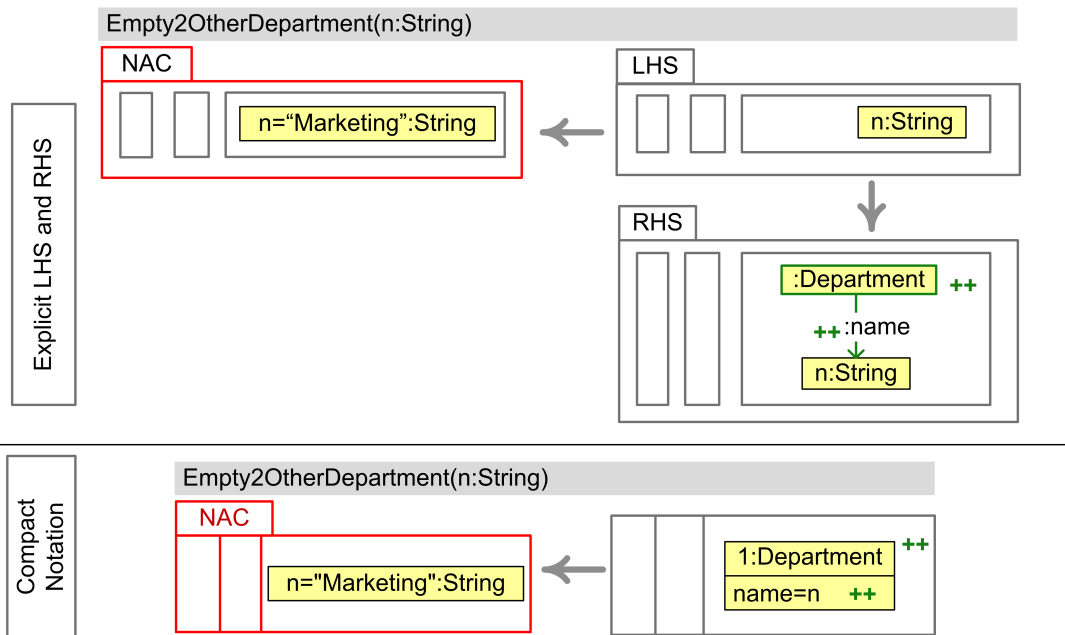 Empty2OtherDepartment(n:String)
NAC
n=“Marketing”:String
LHS
n:String
Explicit LHS and RHS
RHS
:Department
++
++
:name
n:String
Compact
Notation
Empty2OtherDepartment(n:String)
NAC
n="Marketing":String
1:Department
++
name=n ++